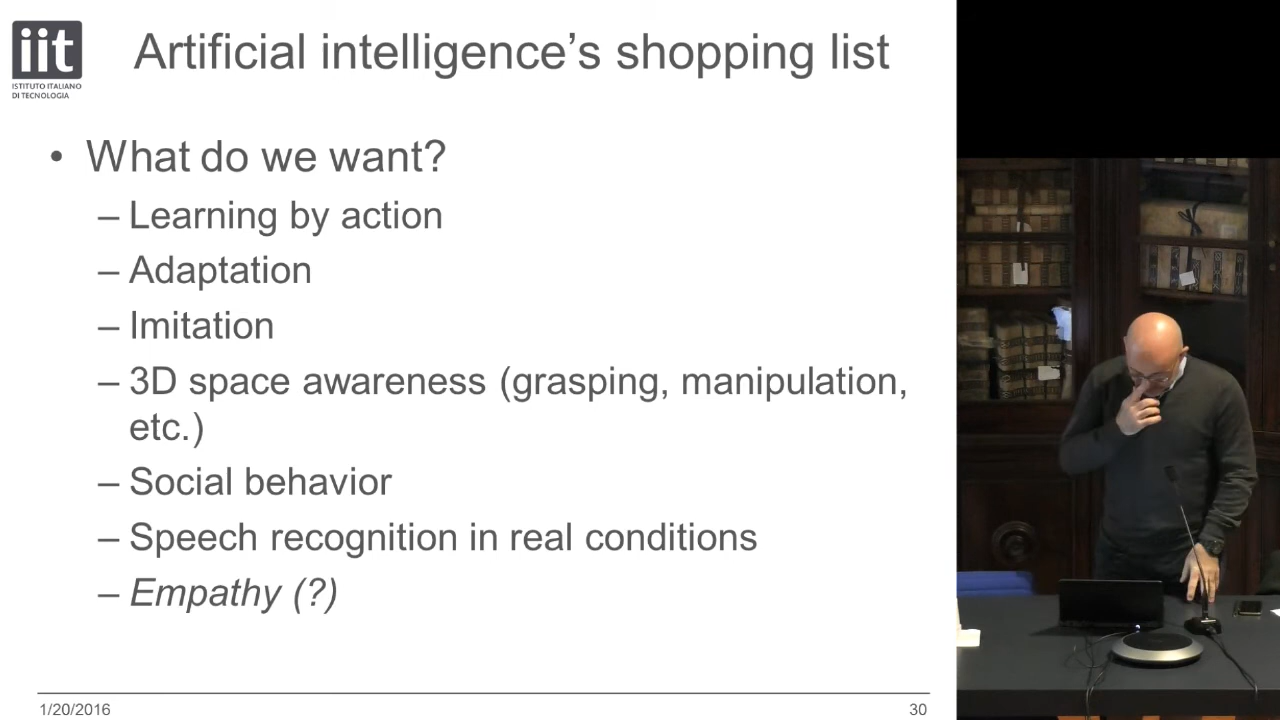 iit
ISTITUTO ITALIANO
DI TECNOLOGIA
Artificial intelligence’s shopping list
• What do we want?
– Learning by action
– Adaptation
– Imitation
– 3D space awareness (grasping, manipulation,
etc.)
– Social behavior
– Speech recognition in real conditions
– Empathy (?)
1/20/2016
30